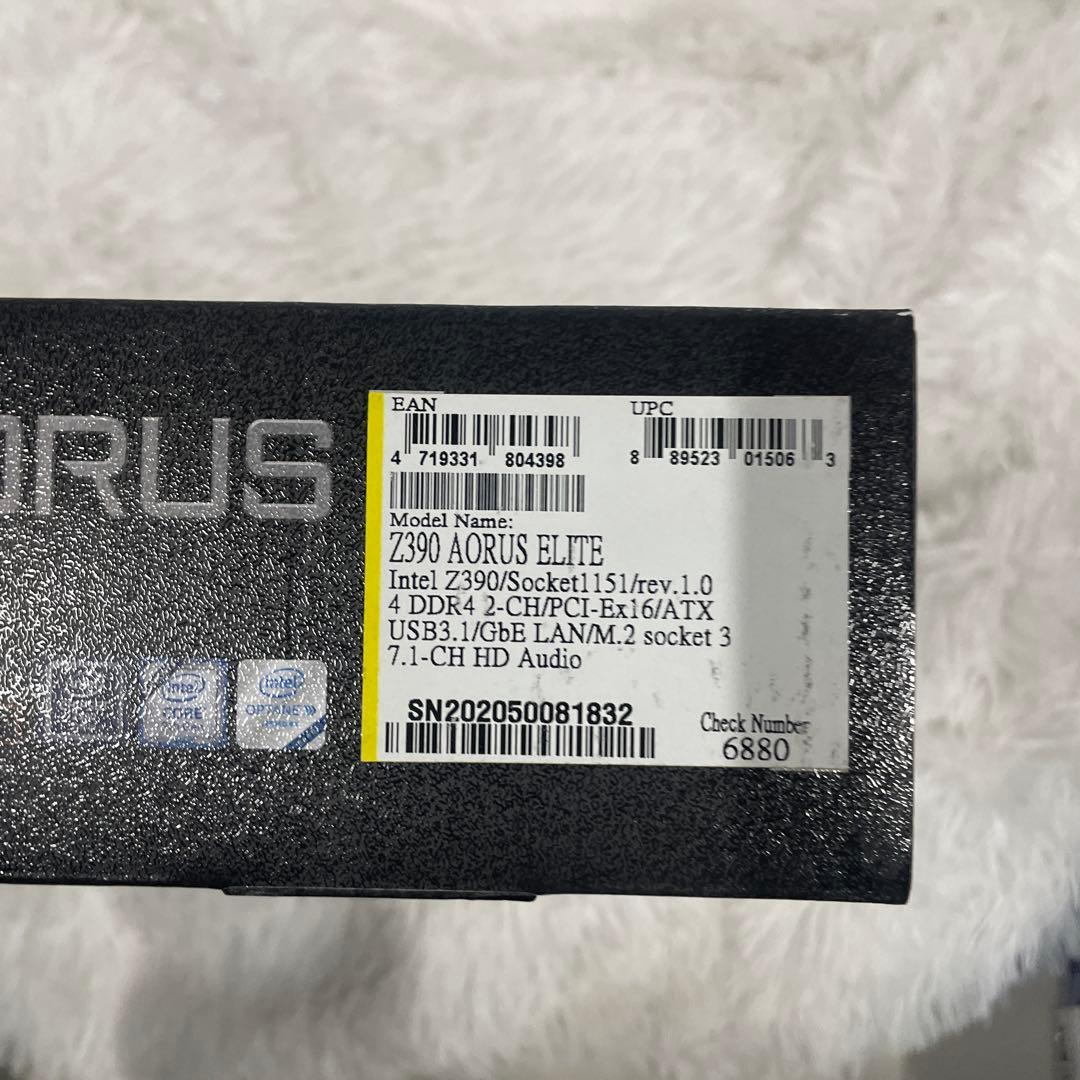 ORUS
EAN
4 719331 804398
UPC
8 89523 01506 3
Model Name:
Z390 AORUS ELITE
Intel Z390/Socket1151/rev.1.0
4 DDR4 2-CH/PCI-Ex16/ATX
USB3.1/GbE LAN/M.2 socket 3
7.1-CH HD Audio
SN202050081832
Check Number
6880
intel
CORE
intel
OPTANE